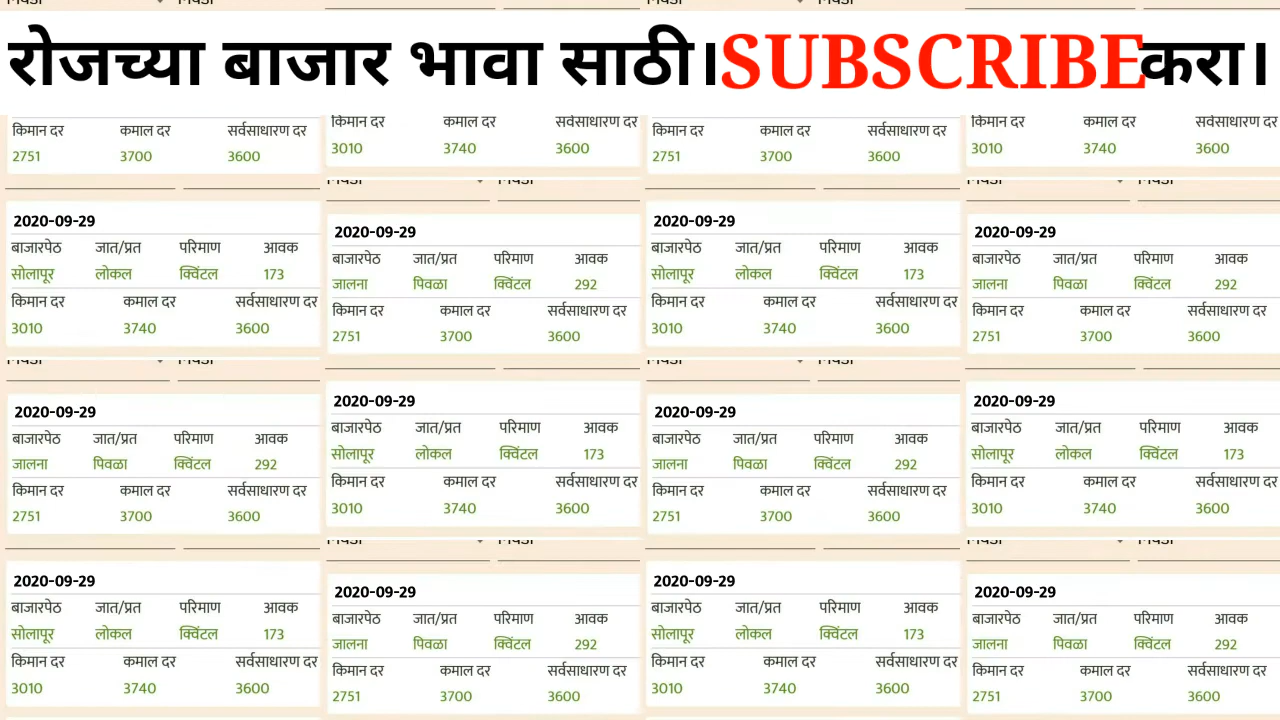 रोजच्या बाजार भावा साठी।SUBSCRIBEकरा।
किमान दर कमाल दर सर्वसाधारण दर
2751 3700 3600
किमान दर कमाल दर सर्वसाधारण दर
3010 3740 3600
किमान दर कमाल दर सर्वसाधारण दर
2751 3700 3600
किमान दर कमाल दर सर्वसाधारण दर
3010 3740 3600
2020-09-29
बाजारपेठ जात/प्रत परिमाण आवक
सोलापूर लोकल क्विंटल 173
किमान दर कमाल दर सर्वसाधारण दर
3010 3740 3600
2020-09-29
बाजारपेठ जात/प्रत परिमाण आवक
जालना पिवळा क्विंटल 292
किमान दर कमाल दर सर्वसाधारण दर
2751 3700 3600
2020-09-29
बाजारपेठ जात/प्रत परिमाण आवक
सोलापूर लोकल क्विंटल 173
किमान दर कमाल दर सर्वसाधारण दर
3010 3740 3600
2020-09-29
बाजारपेठ जात/प्रत परिमाण आवक
जालना पिवळा क्विंटल 292
किमान दर कमाल दर सर्वसाधारण दर
2751 3700 3600
2020-09-29
बाजारपेठ जात/प्रत परिमाण आवक
जालना पिवळा क्विंटल 292
किमान दर कमाल दर सर्वसाधारण दर
2751 3700 3600
2020-09-29
बाजारपेठ जात/प्रत परिमाण आवक
सोलापूर लोकल क्विंटल 173
किमान दर कमाल दर सर्वसाधारण दर
3010 3740 3600
2020-09-29
बाजारपेठ जात/प्रत परिमाण आवक
जालना पिवळा क्विंटल 292
किमान दर कमाल दर सर्वसाधारण दर
2751 3700 3600
2020-09-29
बाजारपेठ जात/प्रत परिमाण आवक
सोलापूर लोकल क्विंटल 173
किमान दर कमाल दर सर्वसाधारण दर
3010 3740 3600
2020-09-29
बाजारपेठ जात/प्रत परिमाण आवक
सोलापूर लोकल क्विंटल 173
किमान दर कमाल दर सर्वसाधारण दर
3010 3740 3600
2020-09-29
बाजारपेठ जात/प्रत परिमाण आवक
जालना पिवळा क्विंटल 292
किमान दर कमाल दर सर्वसाधारण दर
2751 3700 3600
2020-09-29
बाजारपेठ जात/प्रत परिमाण आवक
सोलापूर लोकल क्विंटल 173
किमान दर कमाल दर सर्वसाधारण दर
3010 3740 3600
2020-09-29
बाजारपेठ जात/प्रत परिमाण आवक
जालना पिवळा क्विंटल 292
किमान दर कमाल दर सर्वसाधारण दर
2751 3700 3600